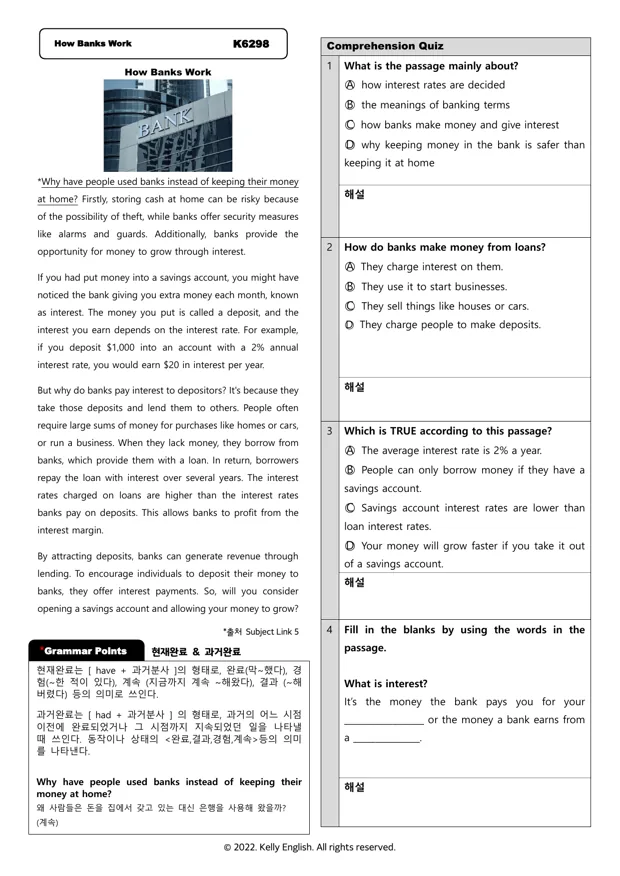 How Banks Work
K6298
How Banks Work
BANK
*Why have people used banks instead of keeping their money
at home? Firstly, storing cash at home can be risky because
of the possibility of theft, while banks offer security measures
like alarms and guards. Additionally, banks provide the
opportunity for money to grow through interest.
If you had put money into a savings account, you might have
noticed the bank giving you extra money each month, known
as interest. The money you put is called a deposit, and the
interest you earn depends on the interest rate. For example,
if you deposit $1,000 into an account with a 2% annual
interest rate, you would earn $20 in interest per year.
But why do banks pay interest to depositors? It's because they
take those deposits and lend them to others. People often
require large sums of money for purchases like homes or cars,
or run a business. When they lack money, they borrow from
banks, which provide them with a loan. In return, borrowers
repay the loan with interest over several years. The interest
rates charged on loans are higher than the interest rates
banks pay on deposits. This allows banks to profit from the
interest margin.
By attracting deposits, banks can generate revenue through
lending. To encourage individuals to deposit their money to
banks, they offer interest payments. So, will you consider
opening a savings account and allowing your money to grow?
*출처 Subject Link 5
*Grammar Points 현재완료 & 과거완료
현재완료는 [ have + 과거분사 ]의 형태로, 완료(막~했다), 경
험(~한 적이 있다), 계속 (지금까지 계속 ~해왔다), 결과 (~해
버렸다) 등의 의미로 쓰인다.
과거완료는 [ had + 과거분사 ] 의 형태로, 과거의 어느 시점
이전에 완료되었거나 그 시점까지 지속되었던 일을 나타낼
때 쓰인다. 동작이나 상태의 <완료,결과,경험,계속>등의 의미
를 나타낸다.
Why have people used banks instead of keeping their
money at home?
왜 사람들은 돈을 집에서 갖고 있는 대신 은행을 사용해 왔을까?
(계속)
Comprehension Quiz
1 What is the passage mainly about?
Ⓐ how interest rates are decided
Ⓑ the meanings of banking terms
Ⓒ how banks make money and give interest
Ⓓ why keeping money in the bank is safer than
keeping it at home
해설
2 How do banks make money from loans?
Ⓐ They charge interest on them.
Ⓑ They use it to start businesses.
Ⓒ They sell things like houses or cars.
Ⓓ They charge people to make deposits.
해설
3 Which is TRUE according to this passage?
Ⓐ The average interest rate is 2% a year.
Ⓑ People can only borrow money if they have a
savings account.
Ⓒ Savings account interest rates are lower than
loan interest rates.
Ⓓ Your money will grow faster if you take it out
of a savings account.
해설
4 Fill in the blanks by using the words in the
passage.
What is interest?
It's the money the bank pays you for your
________________ or the money a bank earns from
a _____________.
해설
© 2022. Kelly English. All rights reserved.